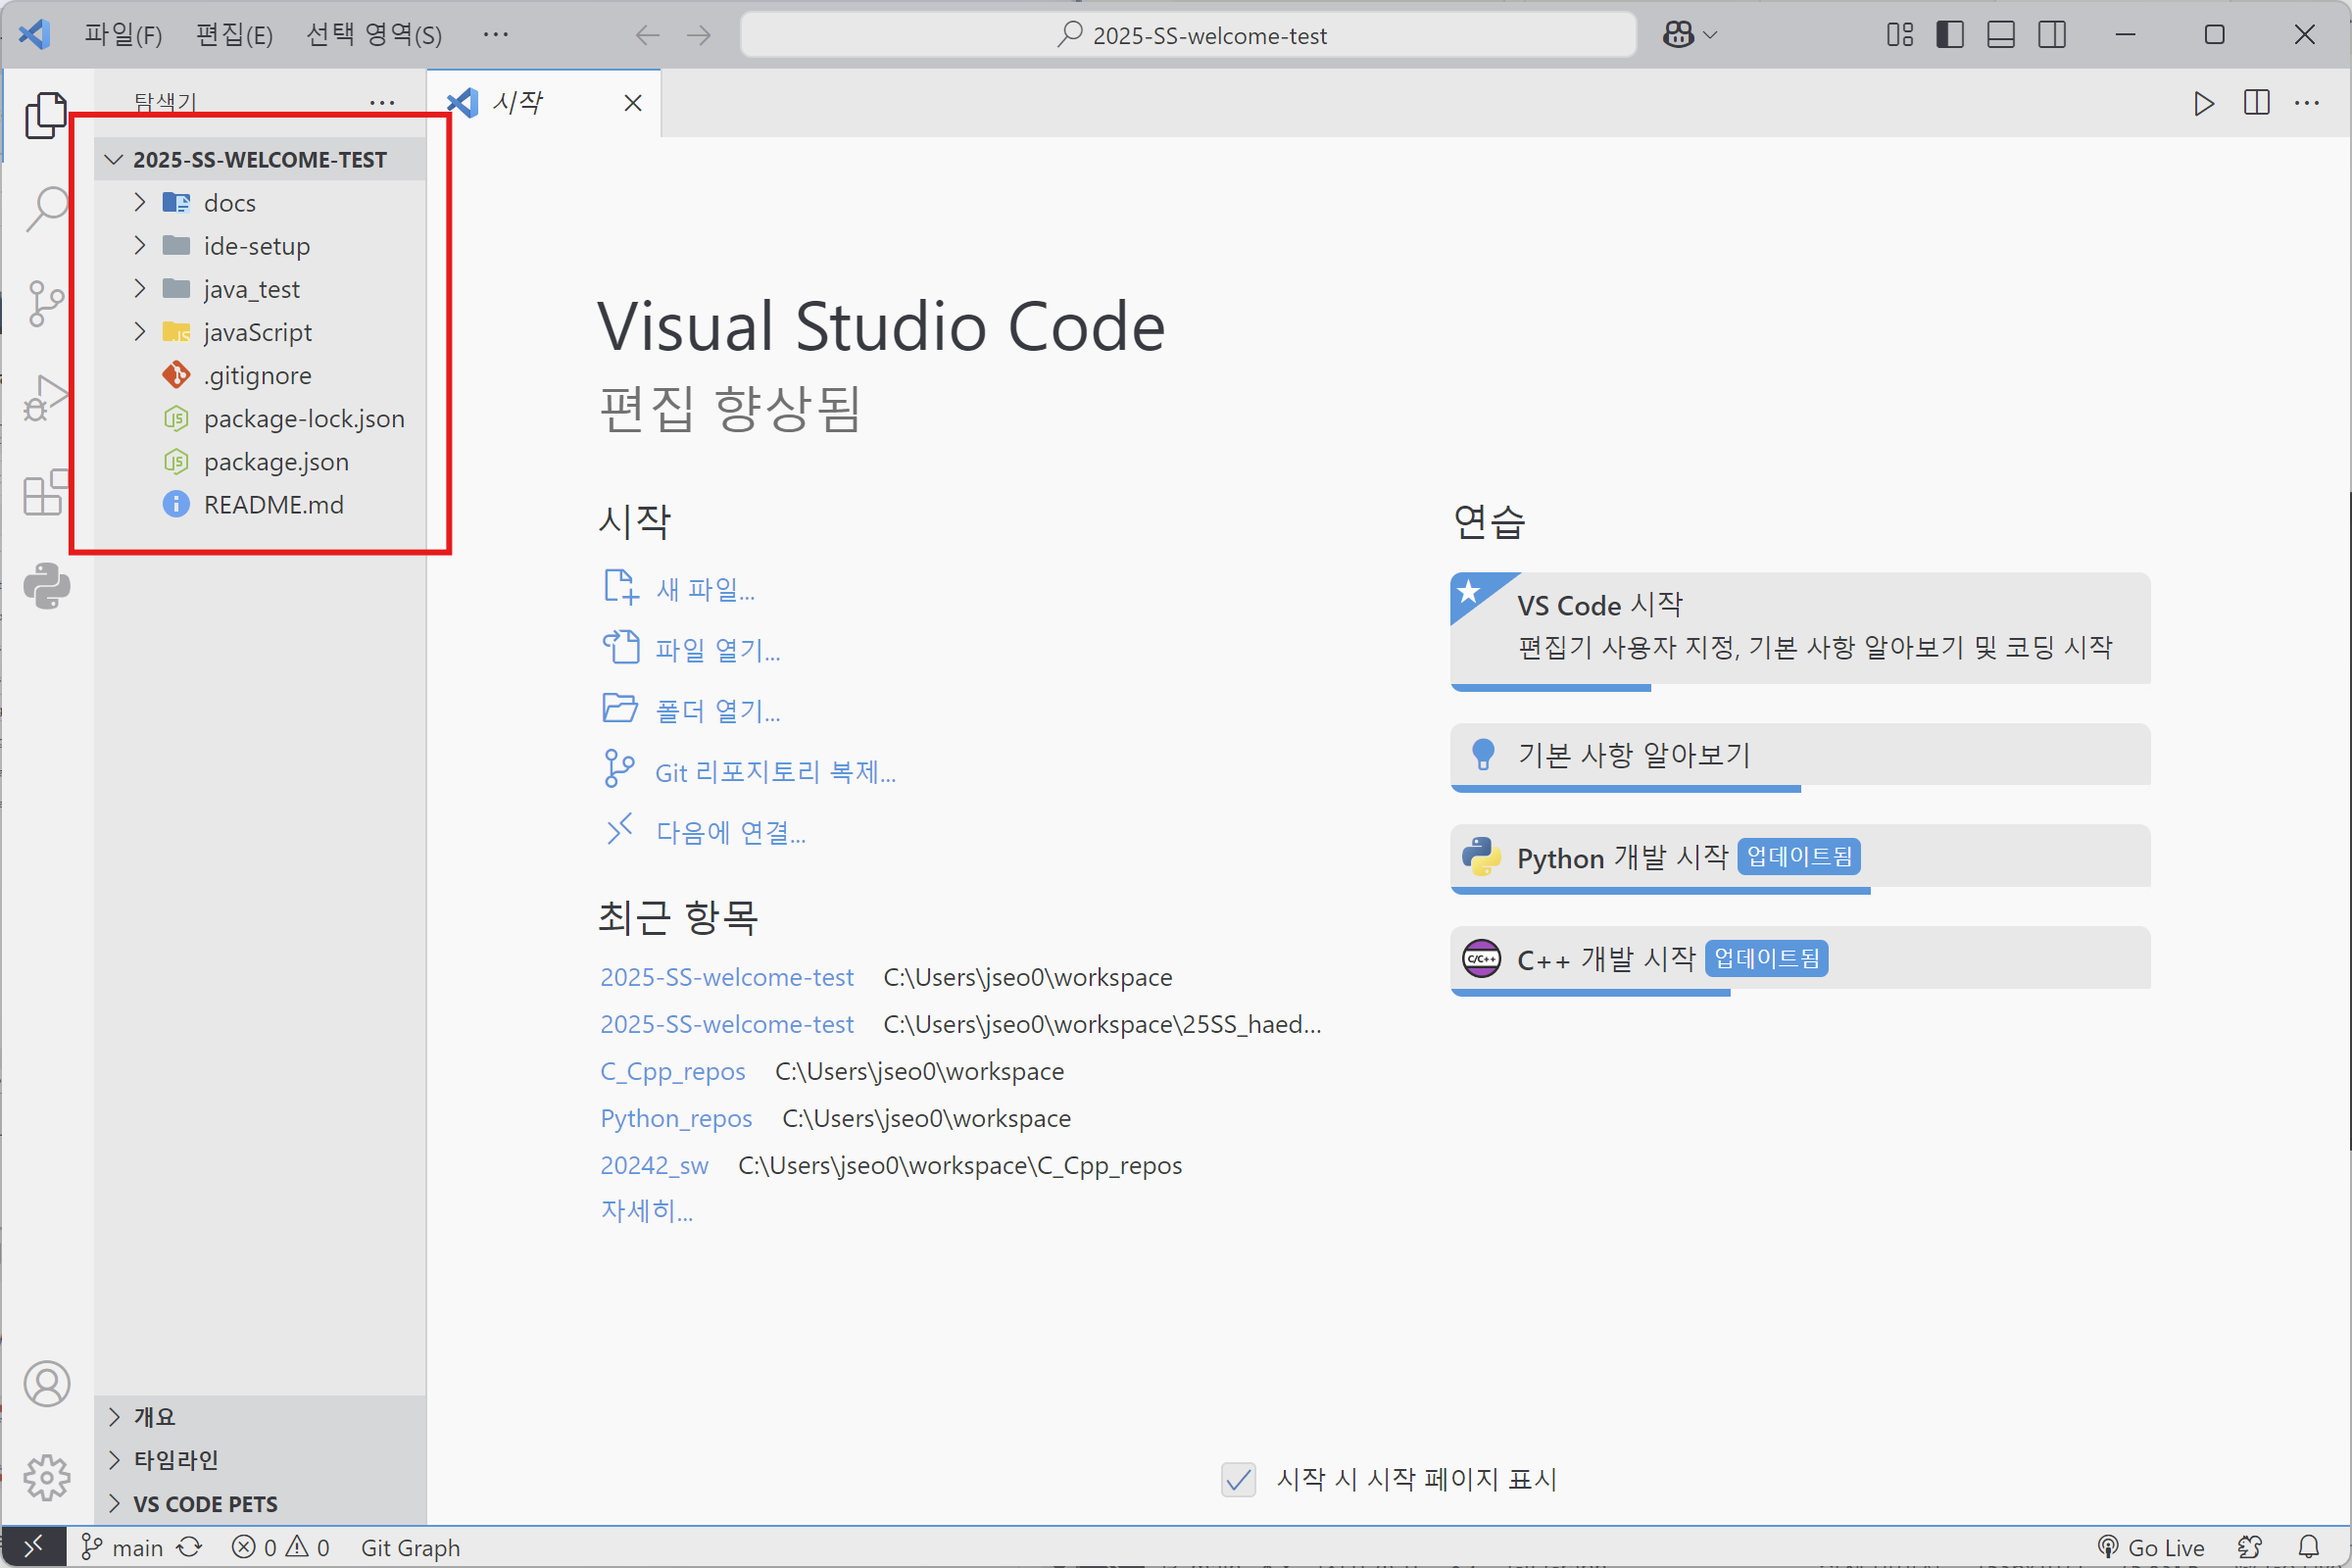 파일(F) 편집(E) 선택 영역(S) ··· 2025-SS-welcome-test
탐색기 ···
시작
2025-SS-WELCOME-TEST
docs
ide-setup
java_test
javaScript
.gitignore
package-lock.json
package.json
README.md
개요
타임라인
VS CODE PETS
Visual Studio Code
편집 향상됨
시작
새 파일...
파일 열기...
폴더 열기...
Git 리포지토리 복제...
다음에 연결...
최근 항목
2025-SS-welcome-test C:\Users\jseo0\workspace
2025-SS-welcome-test C:\Users\jseo0\workspace\25SS_haed...
C_Cpp_repos C:\Users\jseo0\workspace
Python_repos C:\Users\jseo0\workspace
20242_sw C:\Users\jseo0\workspace\C_Cpp_repos
자세히...
연습
VS Code 시작
편집기 사용자 지정, 기본 사항 알아보기 및 코딩 시작
기본 사항 알아보기
Python 개발 시작 업데이트됨
C/C++ C++ 개발 시작 업데이트됨
시작 시 시작 페이지 표시
main 0 0 Git Graph Go Live